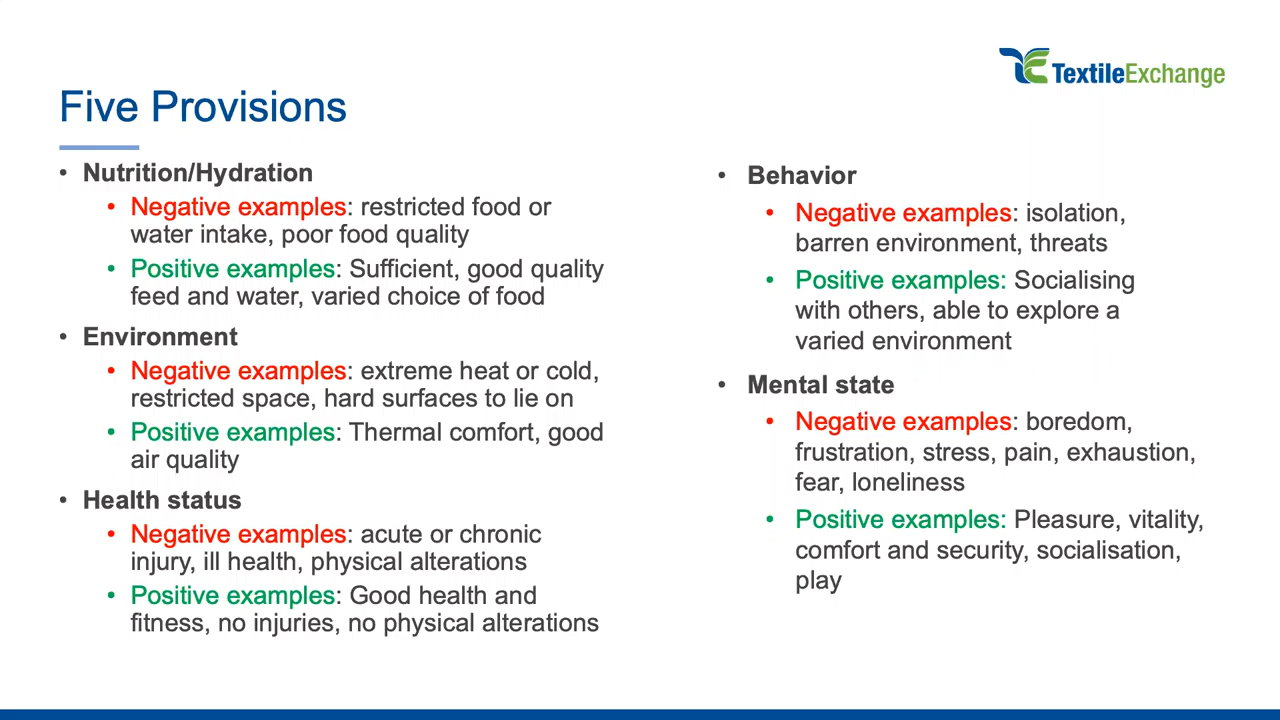 TextileExchange
Five Provisions
• Nutrition/Hydration
• Negative examples: restricted food or
water intake, poor food quality
• Positive examples: Sufficient, good quality
feed and water, varied choice of food
• Environment
• Negative examples: extreme heat or cold,
restricted space, hard surfaces to lie on
• Positive examples: Thermal comfort, good
air quality
• Health status
• Negative examples: acute or chronic
injury, ill health, physical alterations
• Positive examples: Good health and
fitness, no injuries, no physical alterations
• Behavior
• Negative examples: isolation,
barren environment, threats
• Positive examples: Socialising
with others, able to explore a
varied environment
• Mental state
• Negative examples: boredom,
frustration, stress, pain, exhaustion,
fear, loneliness
• Positive examples: Pleasure, vitality,
comfort and security, socialisation,
play